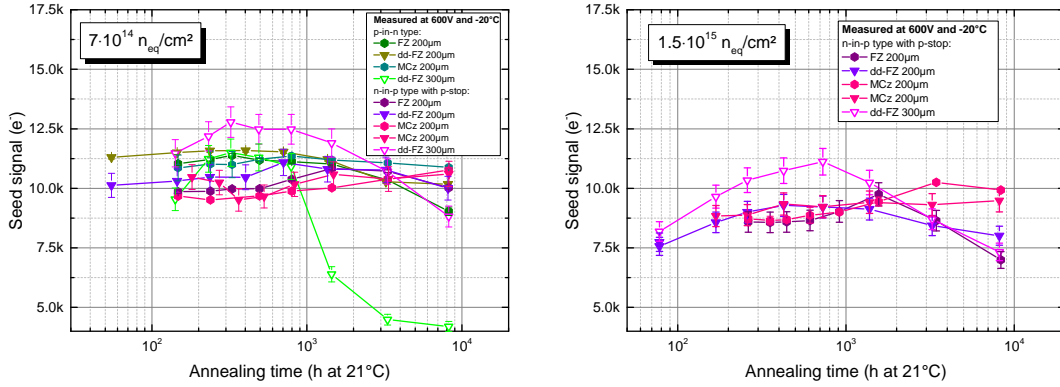 7·10¹⁴ n_eq/cm²
Measured at 600V and -20°C
p-in-n type:
FZ 200µm
dd-FZ 200µm
MCz 200µm
dd-FZ 300µm
n-in-p type with p-stop:
FZ 200µm
dd-FZ 200µm
MCz 200µm
MCz 200µm
dd-FZ 300µm
17.5k
15.0k
12.5k
10.0k
7.5k
5.0k
Seed signal (e⁻)
10²
10³
10⁴
Annealing time (h at 21°C)
1.5·10¹⁵ n_eq/cm²
Measured at 600V and -20°C
n-in-p type with p-stop:
FZ 200µm
dd-FZ 200µm
MCz 200µm
MCz 200µm
dd-FZ 300µm
17.5k
15.0k
12.5k
10.0k
7.5k
5.0k
Seed signal (e⁻)
10²
10³
10⁴
Annealing time (h at 21°C)